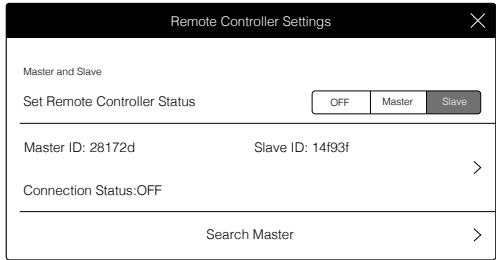 Remote Controller Settings
Master and Slave
Set Remote Controller Status OFF Master Slave
Master ID: 28172d Slave ID: 14f93f
Connection Status:OFF
Search Master